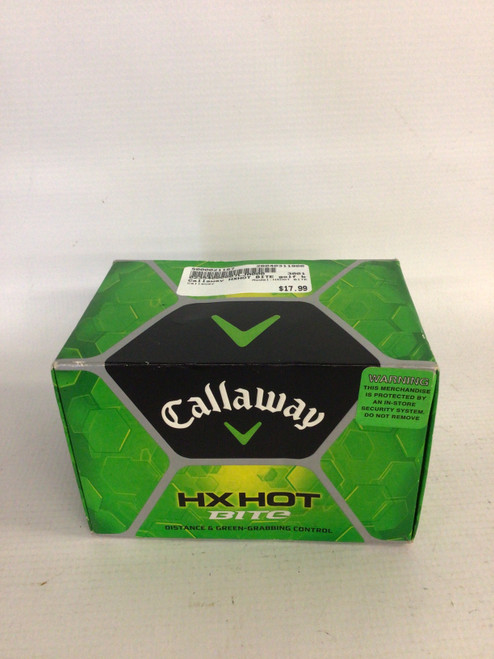 3001
Callaway HXHOT BITE golf b
$17.99
Callaway
WARNING
THIS MERCHANDISE
IS PROTECTED BY
AN IN-STORE
SECURITY SYSTEM.
DO NOT REMOVE
HX HOT
BITE
DISTANCE & GREEN-GRABBING CONTROL